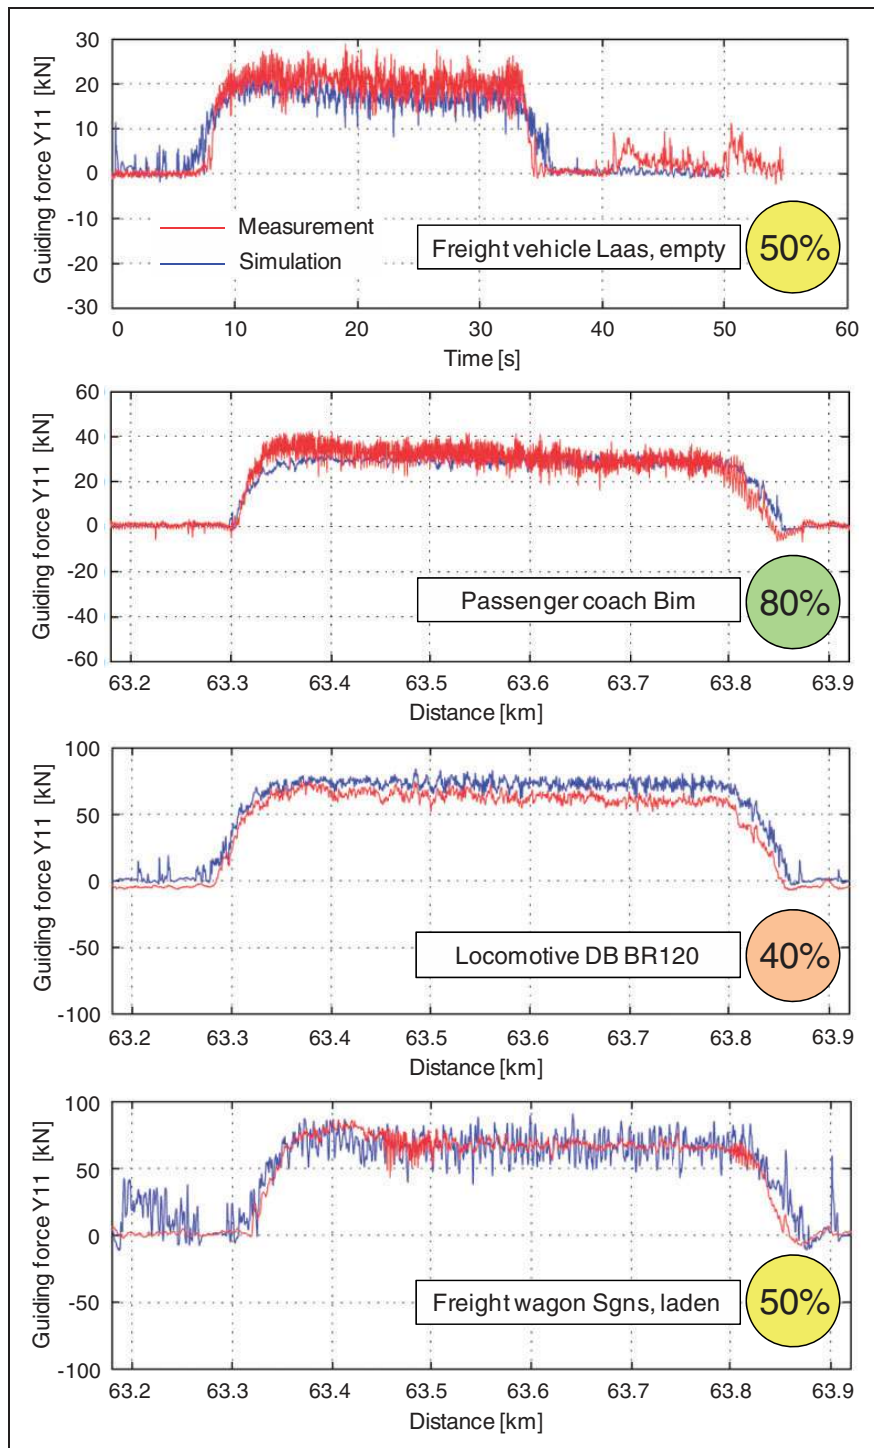 Guiding force Y11 [kN]
30
20
10
0
-10
-20
-30
Measurement
Simulation
Freight vehicle Laas, empty
50%
0 10 20 30 40 50 60
Time [s]
Guiding force Y11 [kN]
60
40
20
0
-20
-40
-60
Passenger coach Bim
80%
63.2 63.3 63.4 63.5 63.6 63.7 63.8 63.9
Distance [km]
Guiding force Y11 [kN]
100
50
0
-50
-100
Locomotive DB BR120
40%
63.2 63.3 63.4 63.5 63.6 63.7 63.8 63.9
Distance [km]
Guiding force Y11 [kN]
100
50
0
-50
-100
Freight wagon Sgns, laden
50%
63.2 63.3 63.4 63.5 63.6 63.7 63.8 63.9
Distance [km]